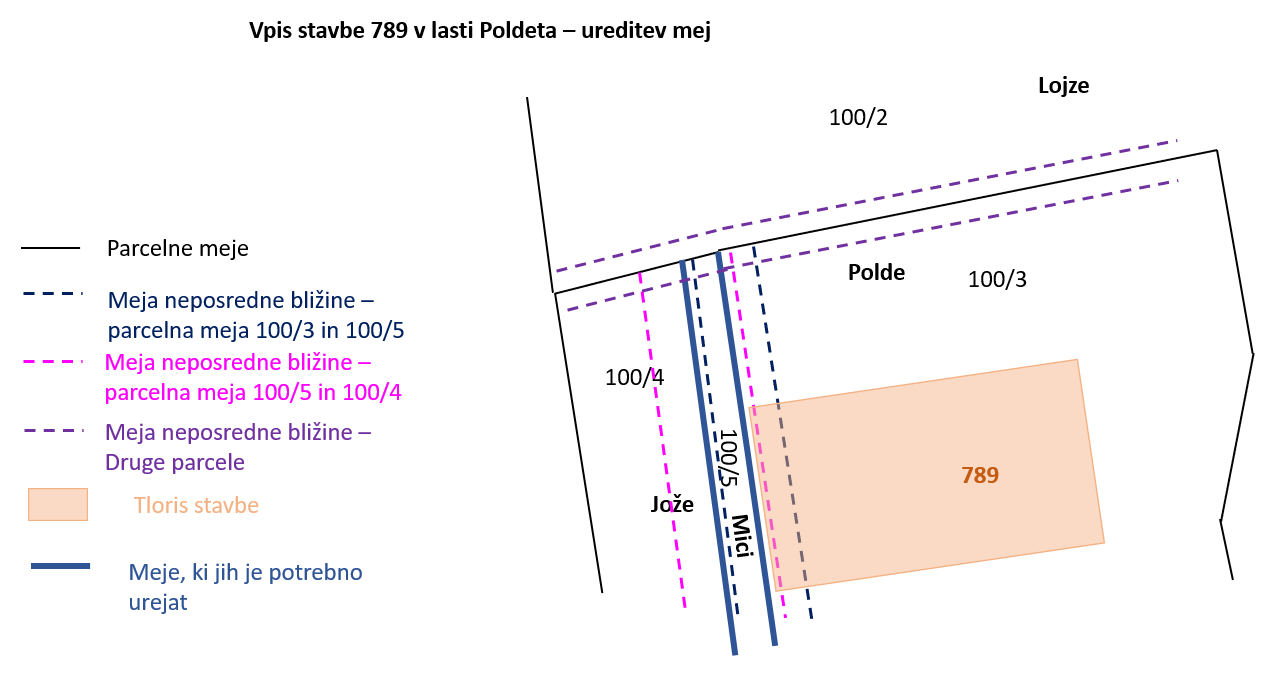 Vpis stavbe 789 v lasti Poldeta – ureditev mej
Lojze
100/2
Polde
100/3
100/4
100/5
Jože
Mici
789
Parcelne meje
Meja neposredne bližine –
parcelna meja 100/3 in 100/5
Meja neposredne bližine –
parcelna meja 100/5 in 100/4
Meja neposredne bližine –
Druge parcele
Tloris stavbe
Meje, ki jih je potrebno
urejat